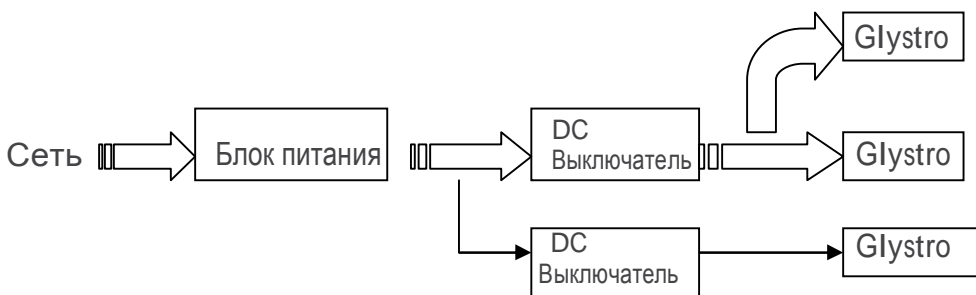 Glystro
Сеть
Блок питания
DC
Выключатель
Glystro
DC
Выключатель
Glystro